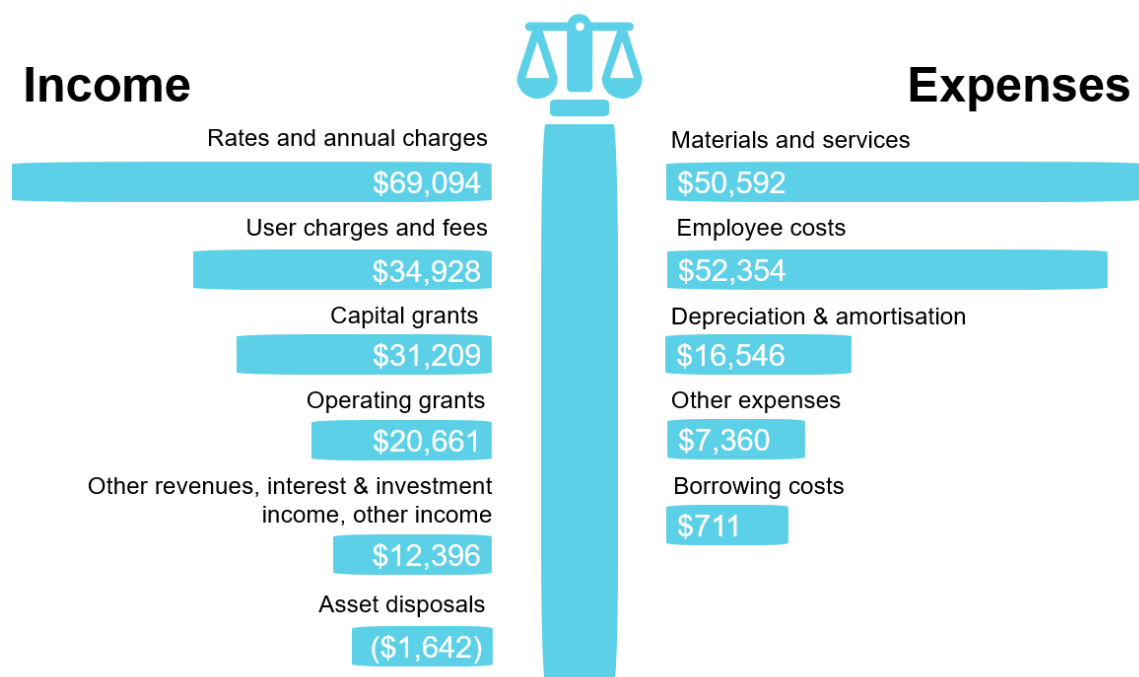 Income
Rates and annual charges
$69,094
User charges and fees
$34,928
Capital grants
$31,209
Operating grants
$20,661
Other revenues, interest & investment
income, other income
$12,396
Asset disposals
($1,642)
Expenses
Materials and services
$50,592
Employee costs
$52,354
Depreciation & amortisation
$16,546
Other expenses
$7,360
Borrowing costs
$711